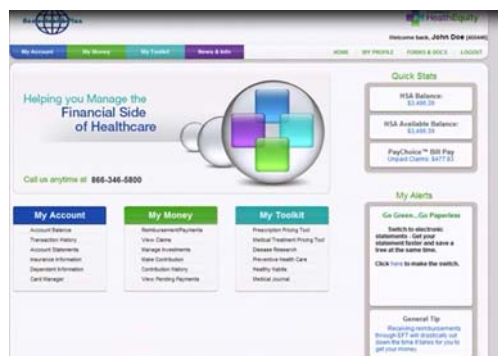 HealthEquity
Welcome back, John Doe
My Account
My Money
My Toolkit
News & Info
HOME
MY PROFILE
FORMS & DOCS
LOGOUT
Helping you Manage the
Financial Side
of Healthcare
Call us anytime at 866-346-5800
My Account
Account Balance
Transaction History
Account Statements
Insurance Information
Dependent Information
Card Manager
My Money
Reimbursement/Payments
View Claims
Manage Investments
Make Contribution
Contribution History
View Pending Payments
My Toolkit
Prescription Pricing Tool
Medical Treatment Pricing Tool
Disease Research
Preventive Health Care
Healthy Habits
Medical Journal
Quick Stats
HSA Balance:
HSA Available Balance:
PayChoice™ Bill Pay
Unpaid Claims: $477.93
My Alerts
Go Green...Go Paperless
Switch to electronic
statements - Get your
statement faster and save a
tree at the same time.
Click here to make the switch.
General Tip
Receiving reimbursements
through EFT will drastically cut
down the time it takes for you to
get your money.